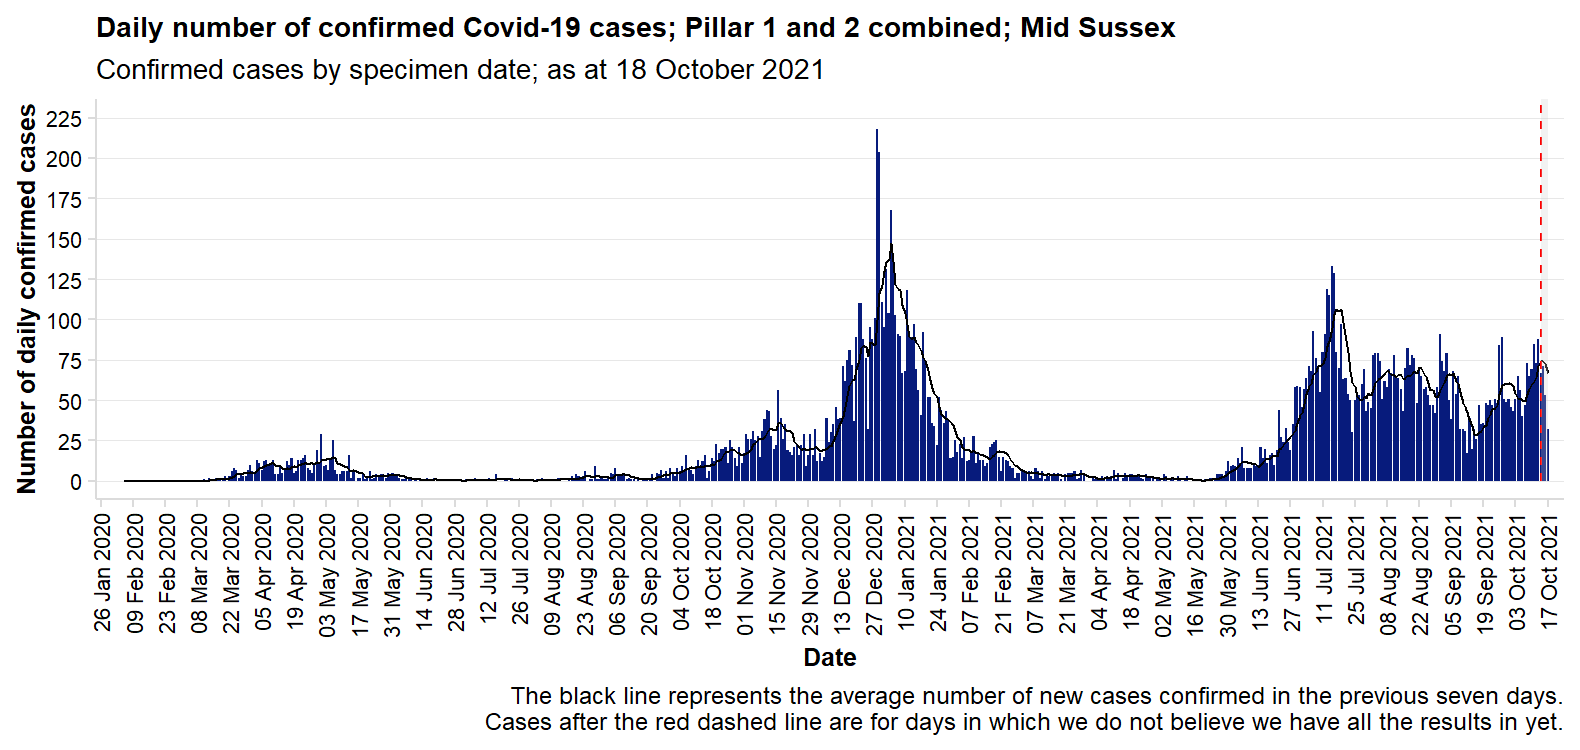 Daily number of confirmed Covid-19 cases; Pillar 1 and 2 combined; Mid Sussex
Confirmed cases by specimen date; as at 18 October 2021
Number of daily confirmed cases
225
200
175
150
125
100
75
50
25
0
26 Jan 2020
09 Feb 2020
23 Feb 2020
08 Mar 2020
22 Mar 2020
05 Apr 2020
19 Apr 2020
03 May 2020
17 May 2020
31 May 2020
14 Jun 2020
28 Jun 2020
12 Jul 2020
26 Jul 2020
09 Aug 2020
23 Aug 2020
06 Sep 2020
20 Sep 2020
04 Oct 2020
18 Oct 2020
01 Nov 2020
15 Nov 2020
29 Nov 2020
13 Dec 2020
27 Dec 2020
10 Jan 2021
24 Jan 2021
07 Feb 2021
21 Feb 2021
07 Mar 2021
21 Mar 2021
04 Apr 2021
18 Apr 2021
02 May 2021
16 May 2021
30 May 2021
13 Jun 2021
27 Jun 2021
11 Jul 2021
25 Jul 2021
08 Aug 2021
22 Aug 2021
05 Sep 2021
19 Sep 2021
03 Oct 2021
17 Oct 2021
Date
The black line represents the average number of new cases confirmed in the previous seven days.
Cases after the red dashed line are for days in which we do not believe we have all the results in yet.